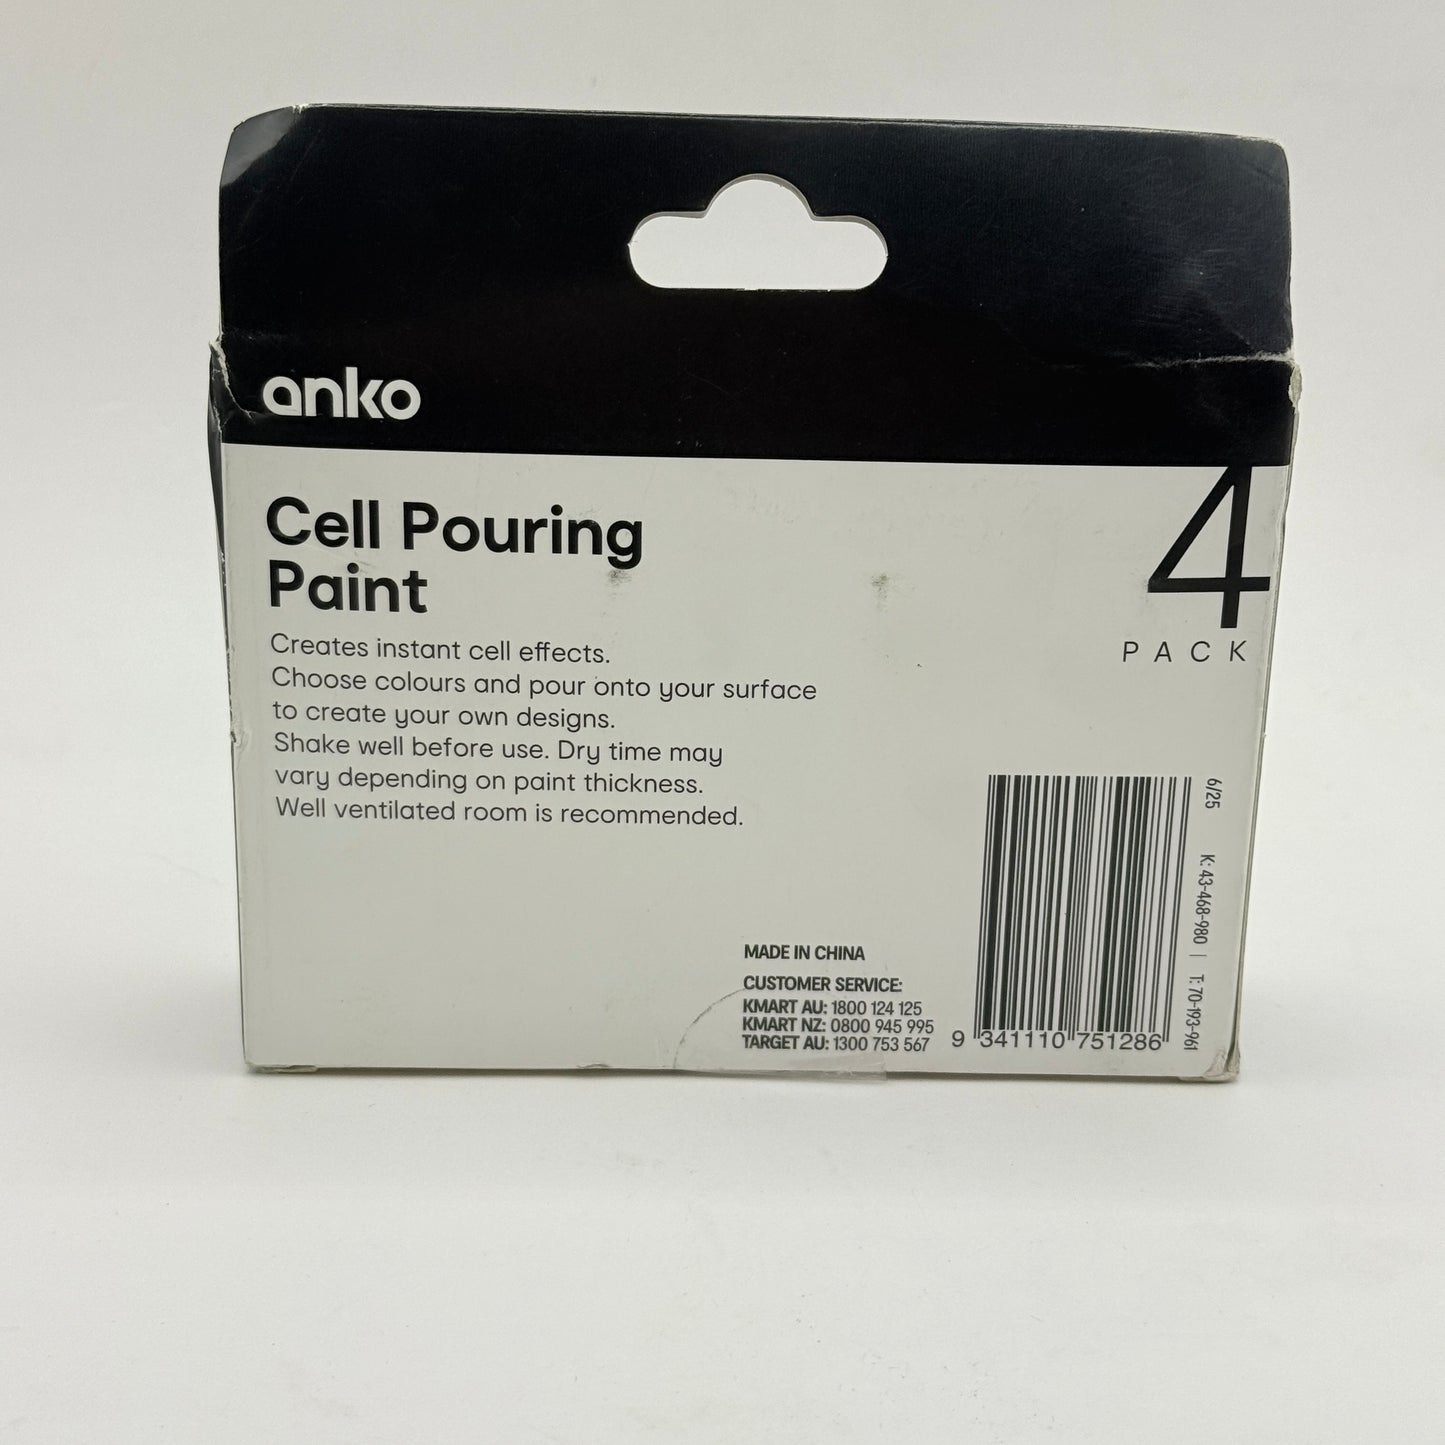 anko
Cell Pouring
Paint
4
PACK
Creates instant cell effects.
Choose colours and pour onto your surface
to create your own designs.
Shake well before use. Dry time may
vary depending on paint thickness.
Well ventilated room is recommended.
MADE IN CHINA
CUSTOMER SERVICE:
KMART AU: 1800 124 125
KMART NZ: 0800 945 995
TARGET AU: 1300 753 567
9 341110 751286
6/25 K: 43-468-980 | T: 70-193-961